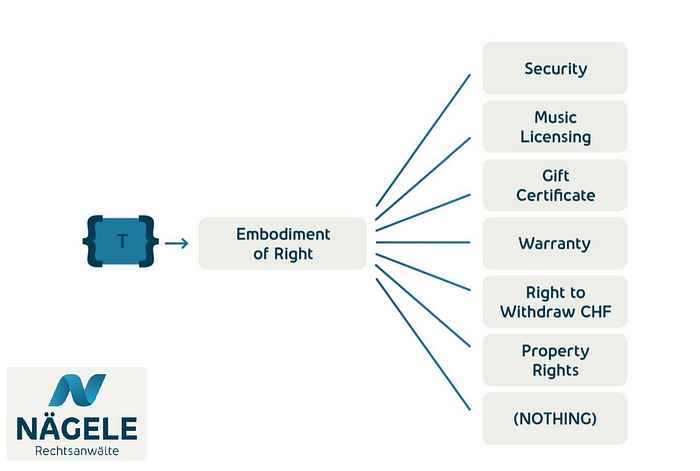 T
Embodiment
of Right
Security
Music
Licensing
Gift
Certificate
Warranty
Right to
Withdraw CHF
Property
Rights
(NOTHING)
NÄGELE
Rechtsanwälte